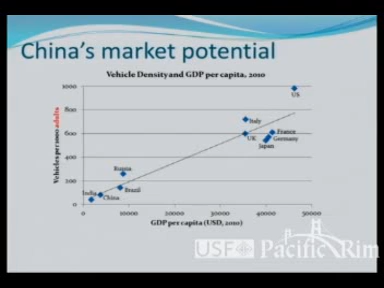 China's market potential
Vehicle Density and GDP per capita, 2010
Vehicles per 1000 adults
1000
800
600
400
200
0
US
Italy
France
UK
Germany
Japan
Russia
Brazil
India
China
0
10000
20000
30000
40000
50000
GDP per capita (USD, 2010)
USF Pacific Rim